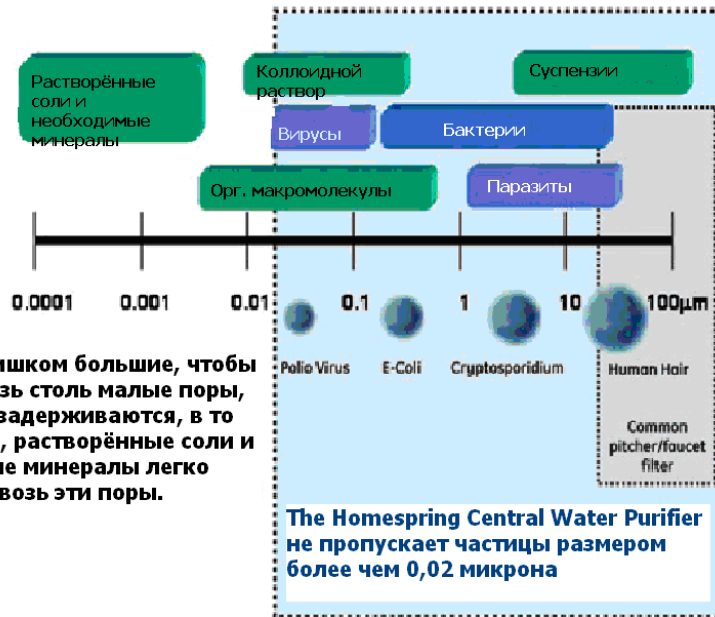 Растворённые
соли и
необходимые
минералы
Коллоидной
раствор
Суспензии
Вирусы
Бактерии
Орг. макромолекулы
Паразиты
0.0001
0.001
0.01
0.1
1
10
100µm
Polio Virus
E-Coli
Cryptosporidium
Human Hair
Common
pitcher/faucet
filter
ишком большие, чтобы
зь столь малые поры,
задерживаются, в то
, растворённые соли и
ые минералы легко
возь эти поры.
The Homespring Central Water Purifier
не пропускает частицы размером
более чем 0,02 микрона